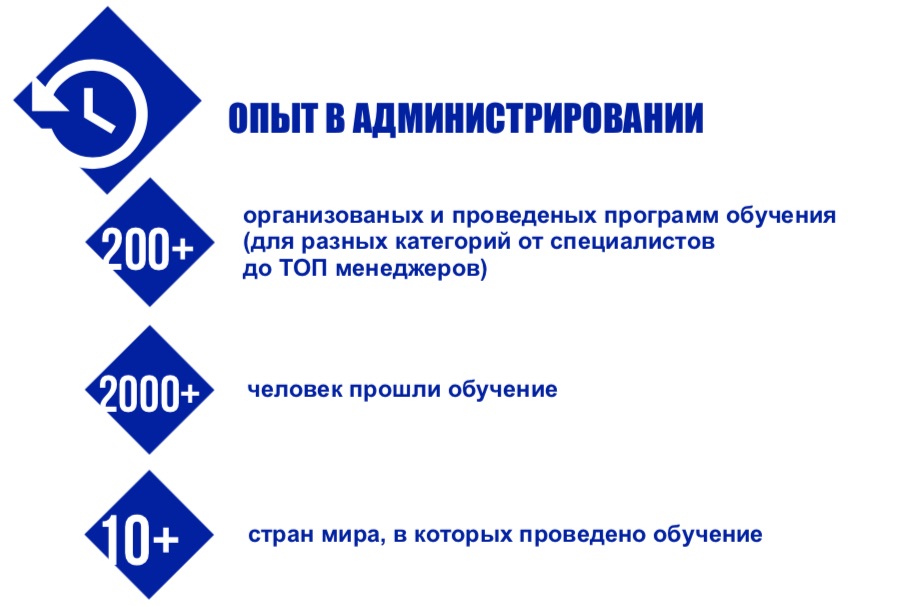 ОПЫТ В АДМИНИСТРИРОВАНИИ
200+
организованых и проведеных программ обучения
(для разных категорий от специалистов
до ТОП менеджеров)
2000+
человек прошли обучение
10+
стран мира, в которых проведено обучение